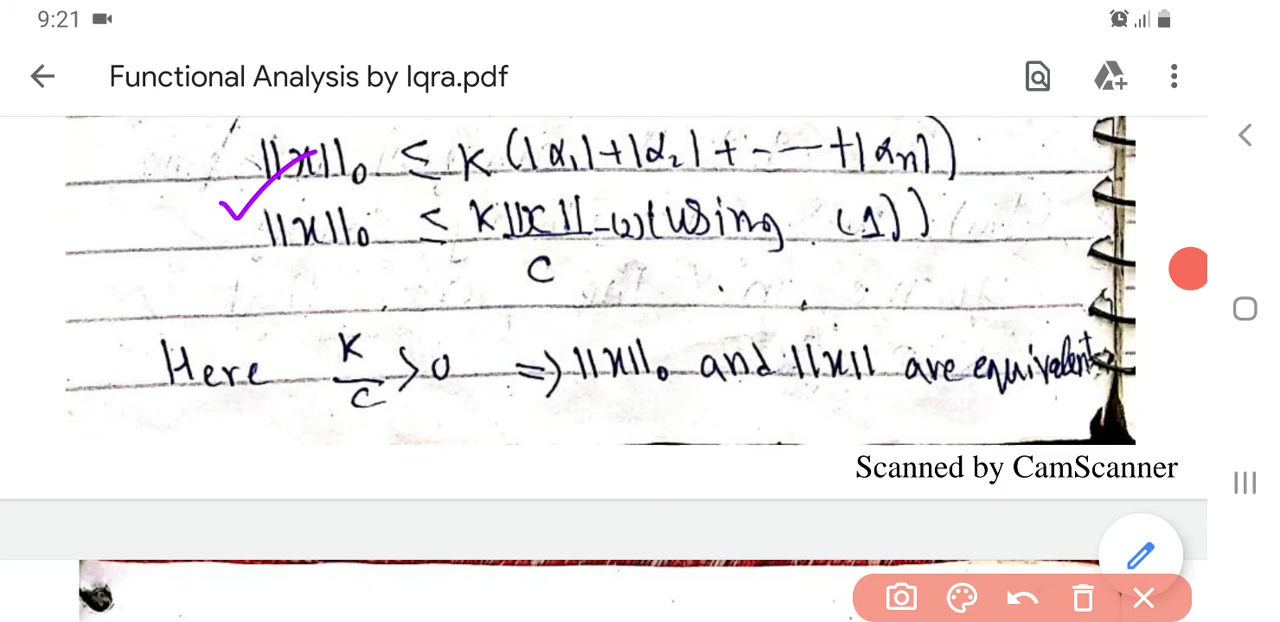 9:21
Functional Analysis by Iqra.pdf
||x||₀ ≤ K (|α₁|+|α₂|+---+|αn|)
||x||₀ ≤ K||x|| -(2)(using (1))
C
Here K/C >0 => ||x||₀ and ||x|| are equivalent
Scanned by CamScanner